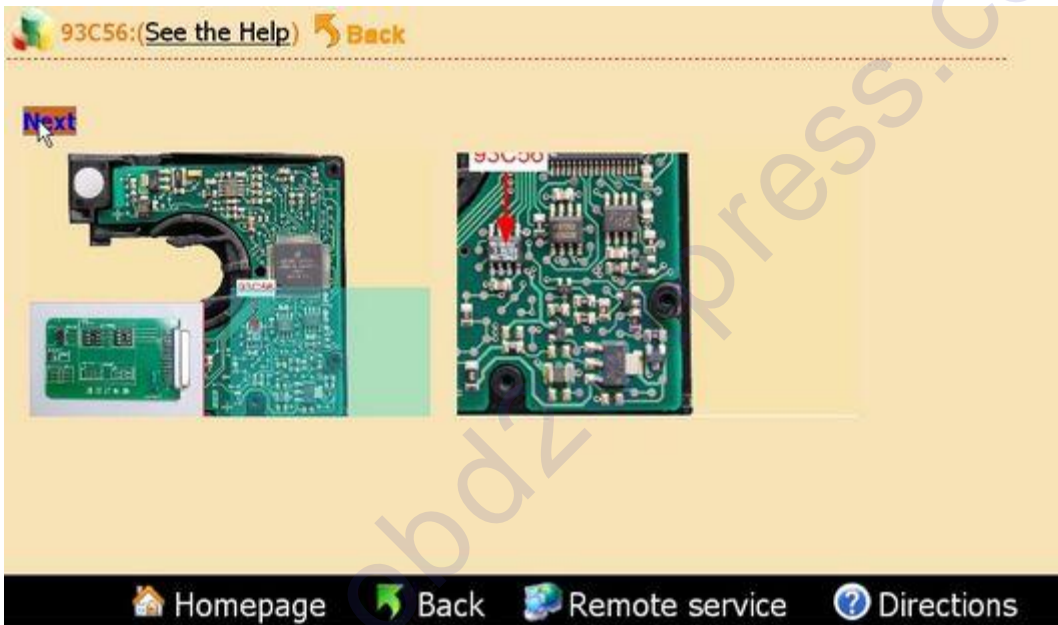 93C56:(See the Help) Back
Next
93C56
93C56
Homepage Back Remote service Directions